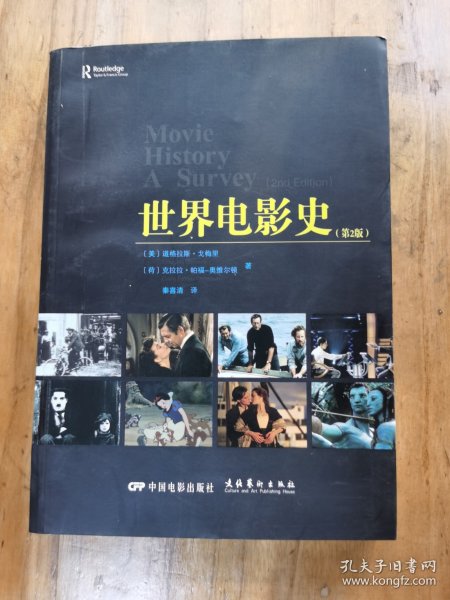 Routledge
Taylor & Francis Group
Movie
History
A Survey (2nd Edition)
世界电影史(第2版)
〔美〕道格拉斯·戈梅里
〔荷〕克拉拉·帕福-奥维尔顿 著
秦喜清 译
CFP 中国电影出版社
文化艺术出版社
Culture and Art Publishing House
孔夫子旧书网
www.kongfz.com